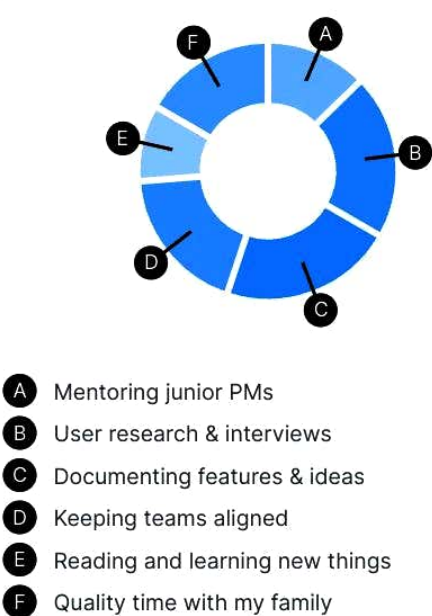 F
A
E
B
D
C
A Mentoring junior PMs
B User research & interviews
C Documenting features & ideas
D Keeping teams aligned
E Reading and learning new things
F Quality time with my family